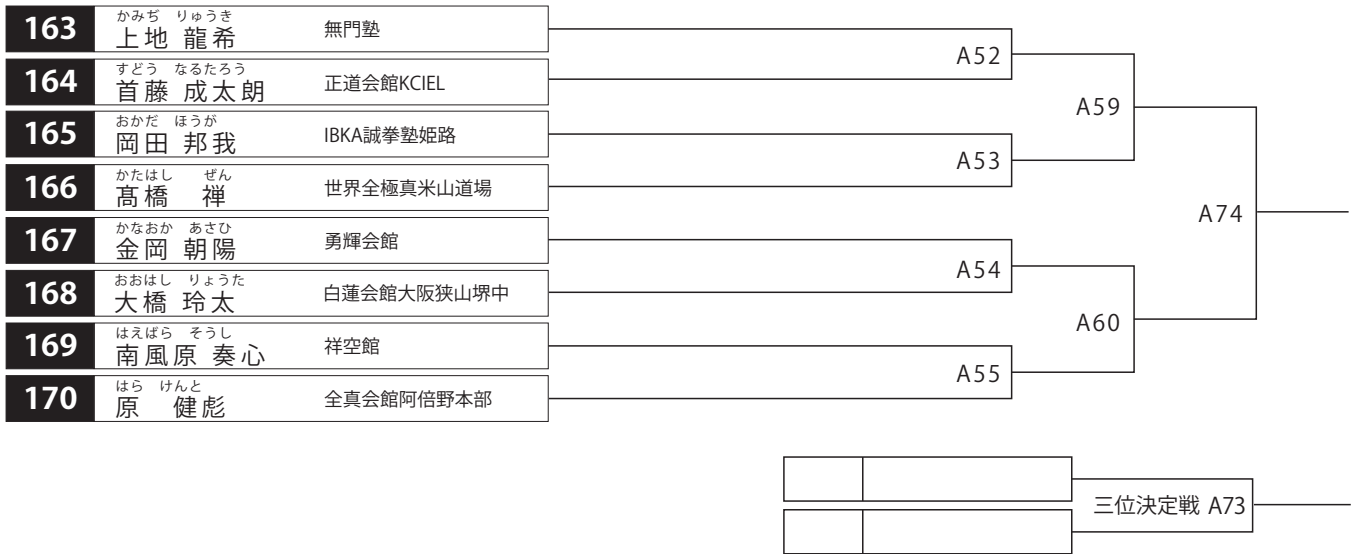 163 かみぢ りゅうき 上地 龍希 無門塾
164 すどう なるたろう 首藤 成太朗 正道会館KCIEL
165 おかだ ほうが 岡田 邦我 IBKA誠拳塾姫路
166 かたはし ぜん 髙橋 禅 世界全極真米山道場
167 かなおか あさひ 金岡 朝陽 勇輝会館
168 おおはし りょうた 大橋 玲太 白蓮会館大阪狭山堺中
169 はえばら そうし 南風原 奏心 祥空館
170 はら けんと 原 健彪 全真会館阿倍野本部
A52
A53
A54
A55
A59
A60
A74
三位決定戦 A73